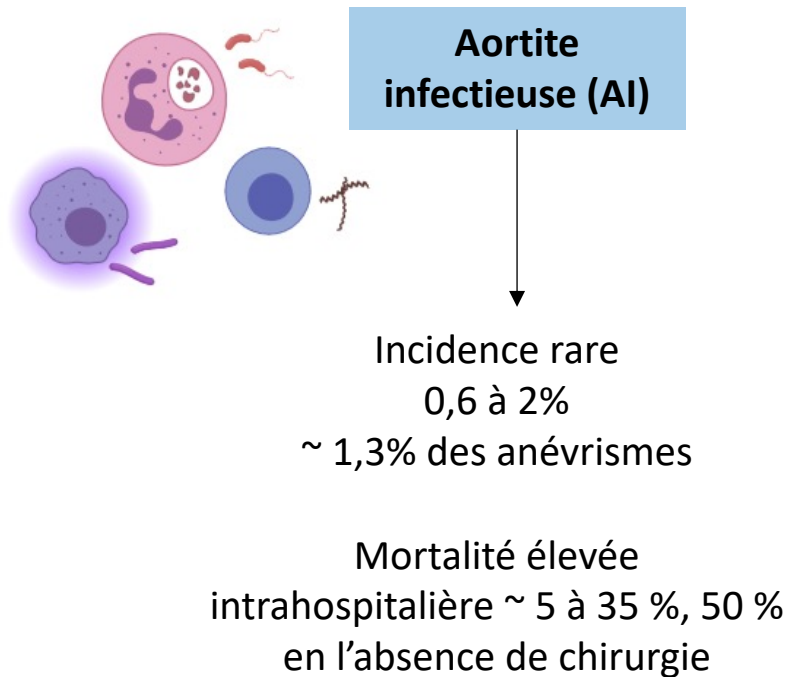 Aortite
infectieuse (AI)
Incidence rare
0,6 à 2%
~ 1,3% des anévrismes
Mortalité élevée
intrahospitalière ~ 5 à 35 %, 50 %
en l’absence de chirurgie